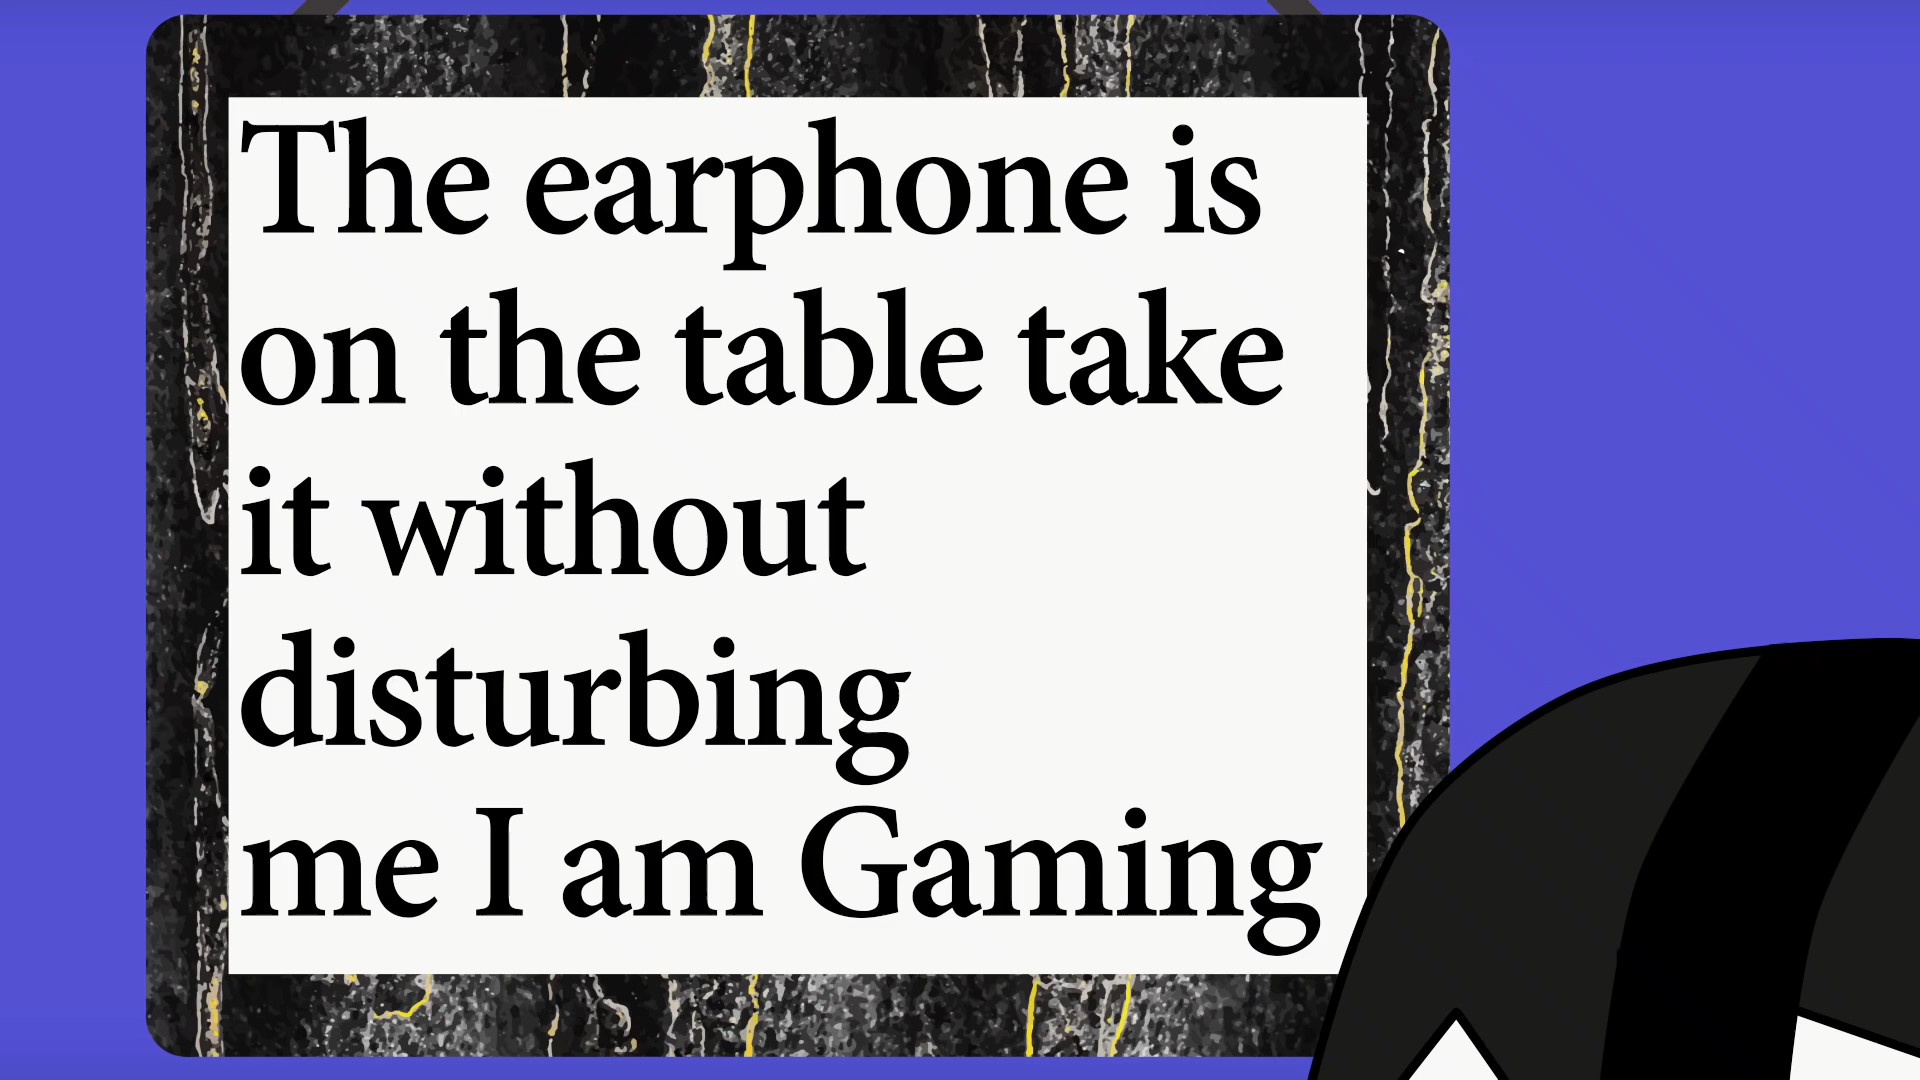 The earphone is
on the table take
it without
disturbing
me I am Gaming